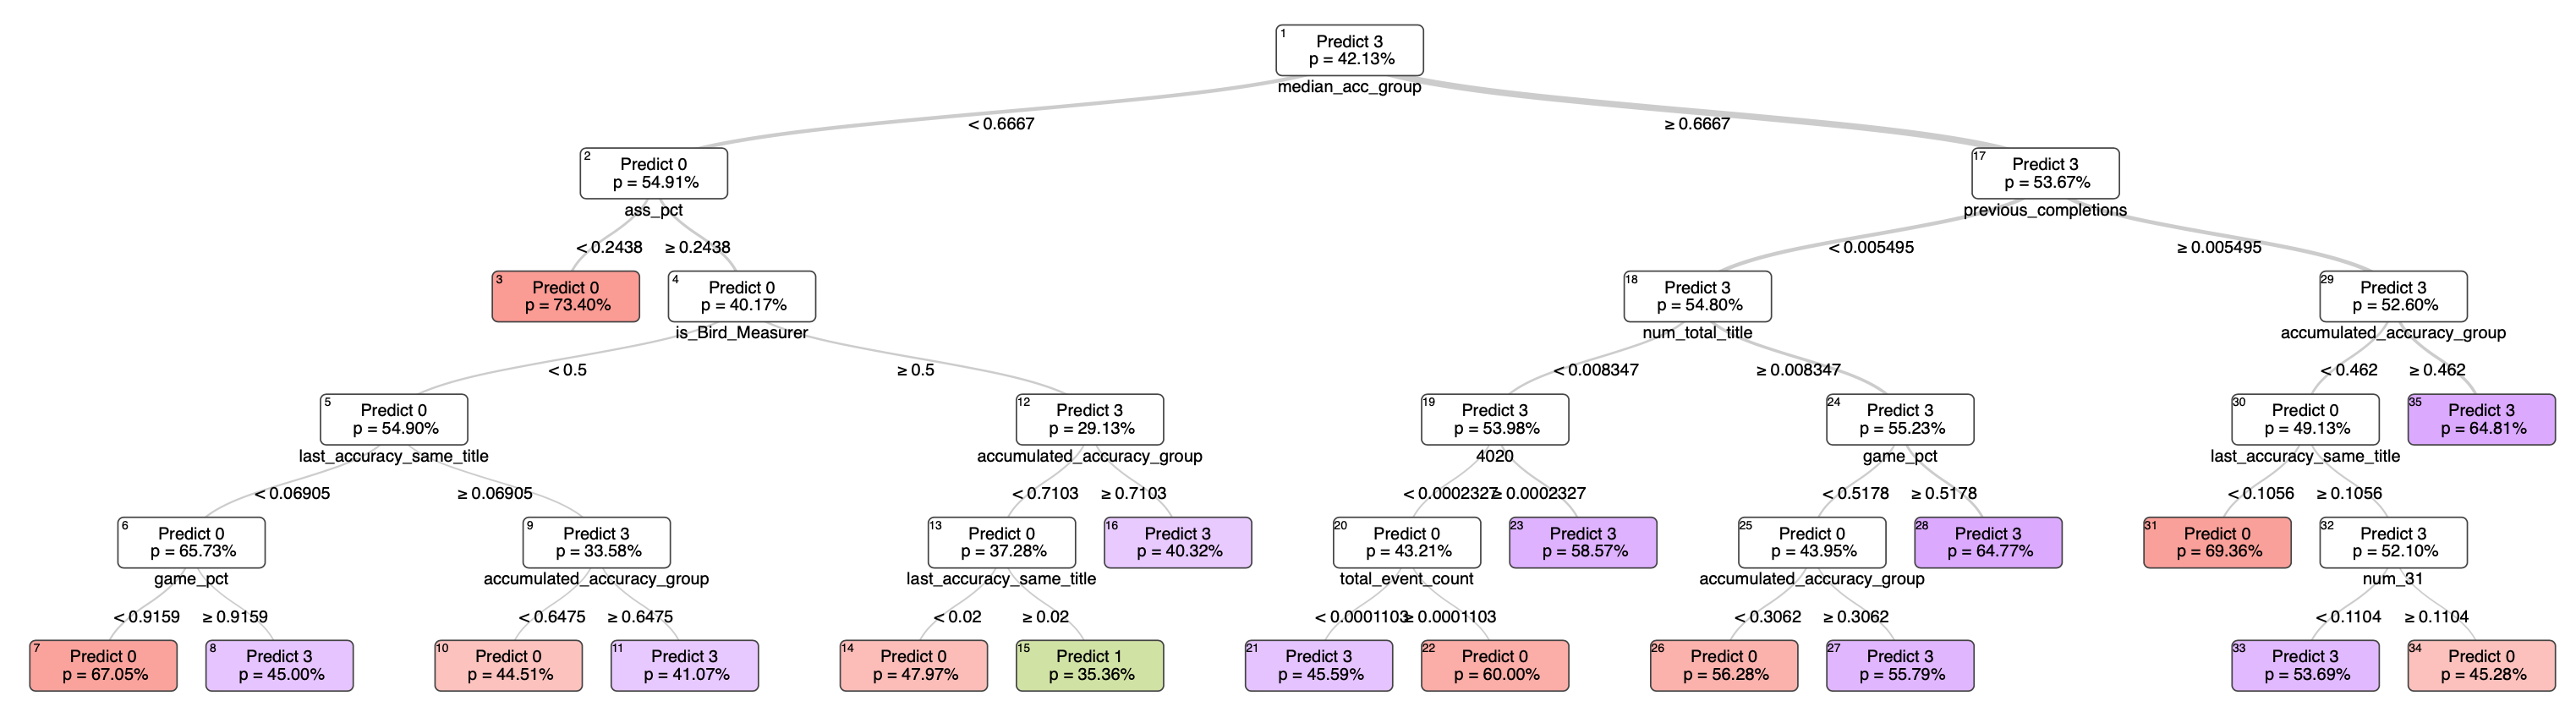 1
Predict 3
p = 42.13%
median_acc_group
< 0.6667
≥ 0.6667
2
Predict 0
p = 54.91%
ass_pct
17
Predict 3
p = 53.67%
previous_completions
< 0.2438
≥ 0.2438
< 0.005495
≥ 0.005495
3
Predict 0
p = 73.40%
4
Predict 0
p = 40.17%
is_Bird_Measurer
18
Predict 3
p = 54.80%
num_total_title
29
Predict 3
p = 52.60%
accumulated_accuracy_group
< 0.5
≥ 0.5
< 0.008347
≥ 0.008347
< 0.462
≥ 0.462
5
Predict 0
p = 54.90%
last_accuracy_same_title
12
Predict 3
p = 29.13%
accumulated_accuracy_group
19
Predict 3
p = 53.98%
4020
24
Predict 3
p = 55.23%
game_pct
30
Predict 0
p = 49.13%
last_accuracy_same_title
35
Predict 3
p = 64.81%
< 0.06905
≥ 0.06905
< 0.7103
≥ 0.7103
< 0.0002327
≥ 0.0002327
< 0.5178
≥ 0.5178
< 0.1056
≥ 0.1056
6
Predict 0
p = 65.73%
game_pct
9
Predict 3
p = 33.58%
accumulated_accuracy_group
13
Predict 0
p = 37.28%
last_accuracy_same_title
16
Predict 3
p = 40.32%
20
Predict 0
p = 43.21%
total_event_count
23
Predict 3
p = 58.57%
25
Predict 0
p = 43.95%
accumulated_accuracy_group
28
Predict 3
p = 64.77%
31
Predict 0
p = 69.36%
32
Predict 3
p = 52.10%
num_31
< 0.9159
≥ 0.9159
< 0.6475
≥ 0.6475
< 0.02
≥ 0.02
< 0.0001103
≥ 0.0001103
< 0.3062
≥ 0.3062
< 0.1104
≥ 0.1104
7
Predict 0
p = 67.05%
8
Predict 3
p = 45.00%
10
Predict 0
p = 44.51%
11
Predict 3
p = 41.07%
14
Predict 0
p = 47.97%
15
Predict 1
p = 35.36%
21
Predict 3
p = 45.59%
22
Predict 0
p = 60.00%
26
Predict 0
p = 56.28%
27
Predict 3
p = 55.79%
33
Predict 3
p = 53.69%
34
Predict 0
p = 45.28%